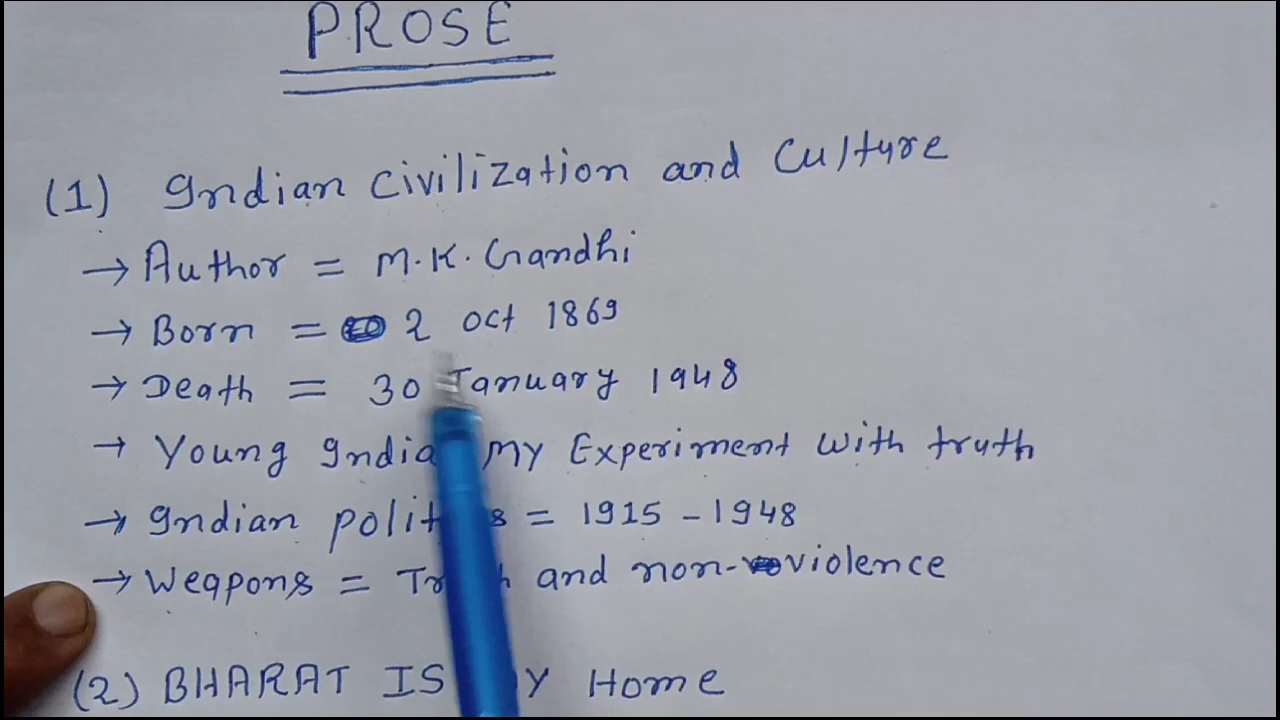 PROSE
(1) Indian Civilization and Culture
→ Author = M.K. Gandhi
→ Born = 2 Oct 1869
→ Death = 30 January 1948
→ Young India My Experiment with truth
→ Indian politics = 1915 - 1948
→ Weapons = Truth and non-violence
(2) BHARAT IS MY Home